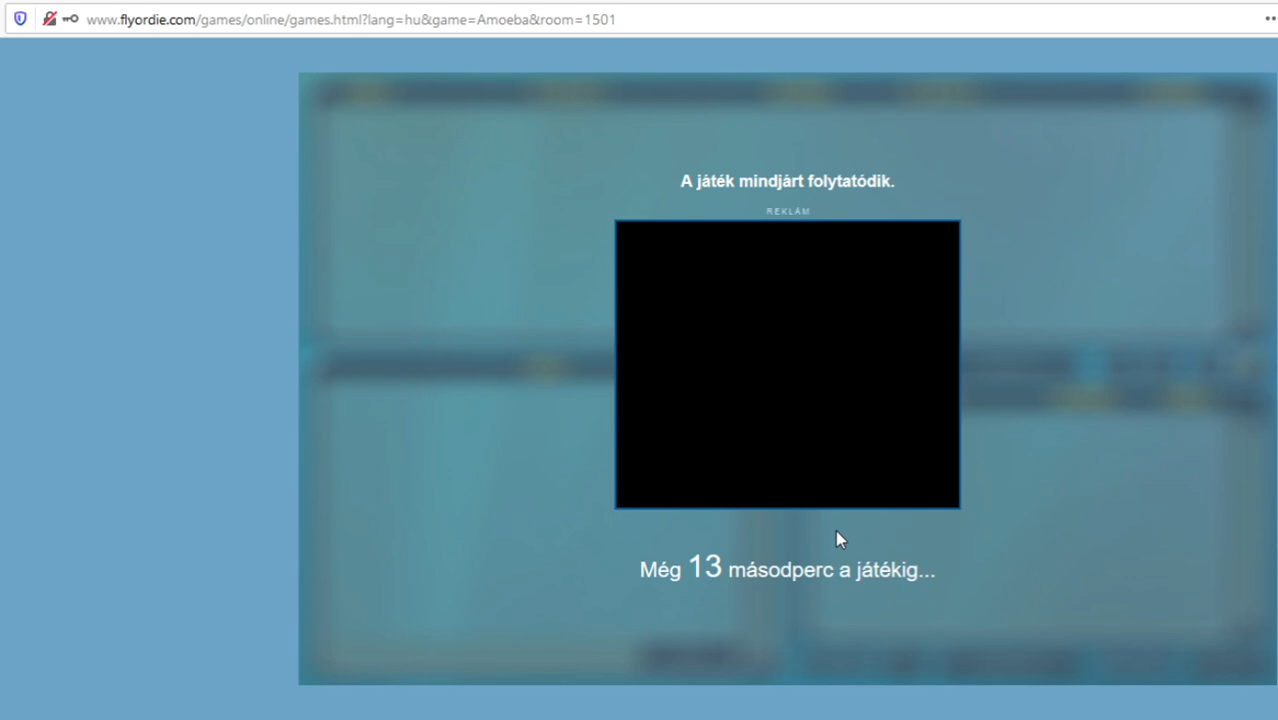 www.flyordie.com/games/online/games.html?lang=hu&game=Amoeba&room=1501
A játék mindjárt folytatódik.
REKLÁM
Még 13 másodperc a játékig...